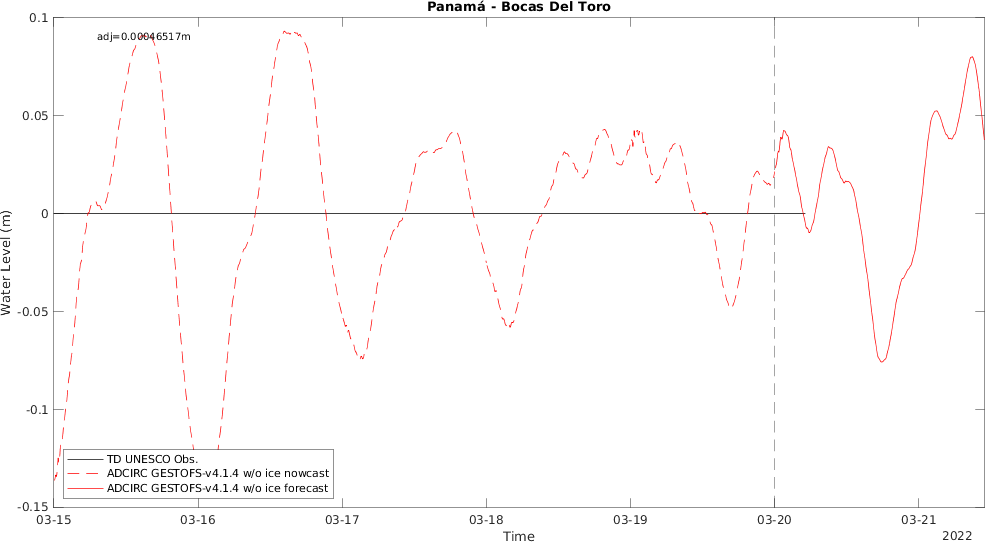 Panamá - Bocas Del Toro
adj=0.00046517m
0.1
0.05
0
-0.05
-0.1
-0.15
Water Level (m)
TD UNESCO Obs.
ADCIRC GESTOFS-v4.1.4 w/o ice nowcast
ADCIRC GESTOFS-v4.1.4 w/o ice forecast
03-15 03-16 03-17 03-18 03-19 03-20 03-21
Time
2022